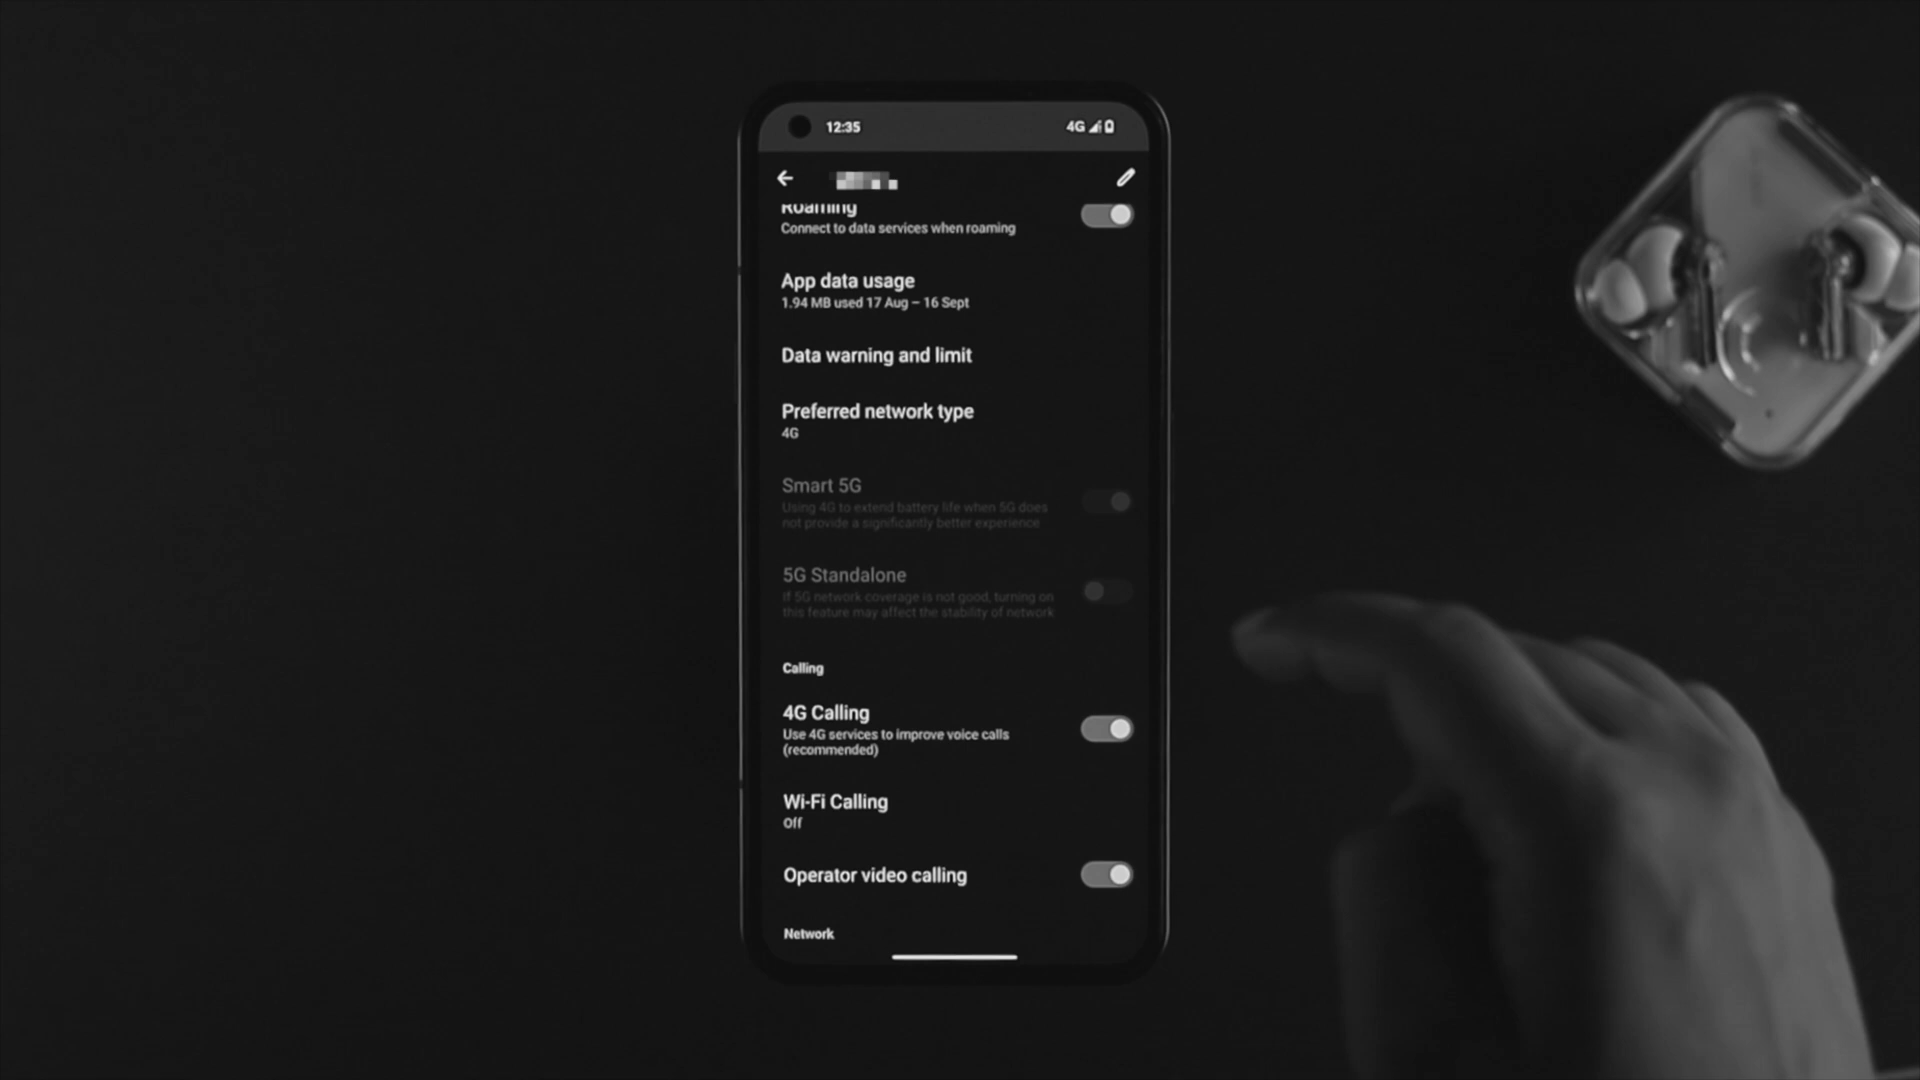 12:35
4G
Roaming
Connect to data services when roaming
App data usage
1.94 MB used 17 Aug – 16 Sept
Data warning and limit
Preferred network type
4G
Smart 5G
Using 4G to extend battery life when 5G does
not provide a significantly better experience
5G Standalone
If 5G network coverage is not good, turning on
this feature may affect the stability of network
Calling
4G Calling
Use 4G services to improve voice calls
(recommended)
Wi-Fi Calling
Off
Operator video calling
Network